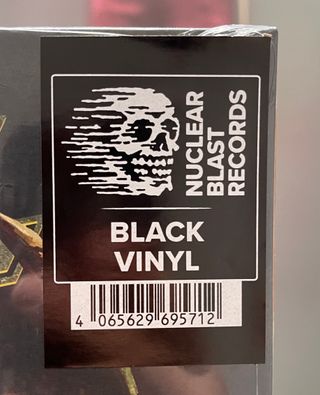 NUCLEAR
BLAST
RECORDS
BLACK
VINYL
4 065629 695712